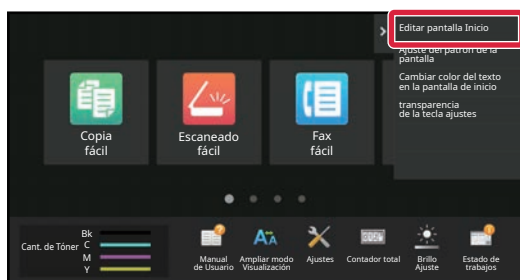 Editar pantalla Inicio
Ajuste del patrón de la
pantalla
Cambiar color del texto
en la pantalla de inicio
transparencia
de la tecla ajustes
Copia
fácil
Escaneado
fácil
Fax
fácil
Cant. de Tóner
Bk
C
M
Y
Manual
de Usuario
Ampliar modo
Visualización
Ajustes
Contador total
Brillo
Ajuste
Estado de
trabajos